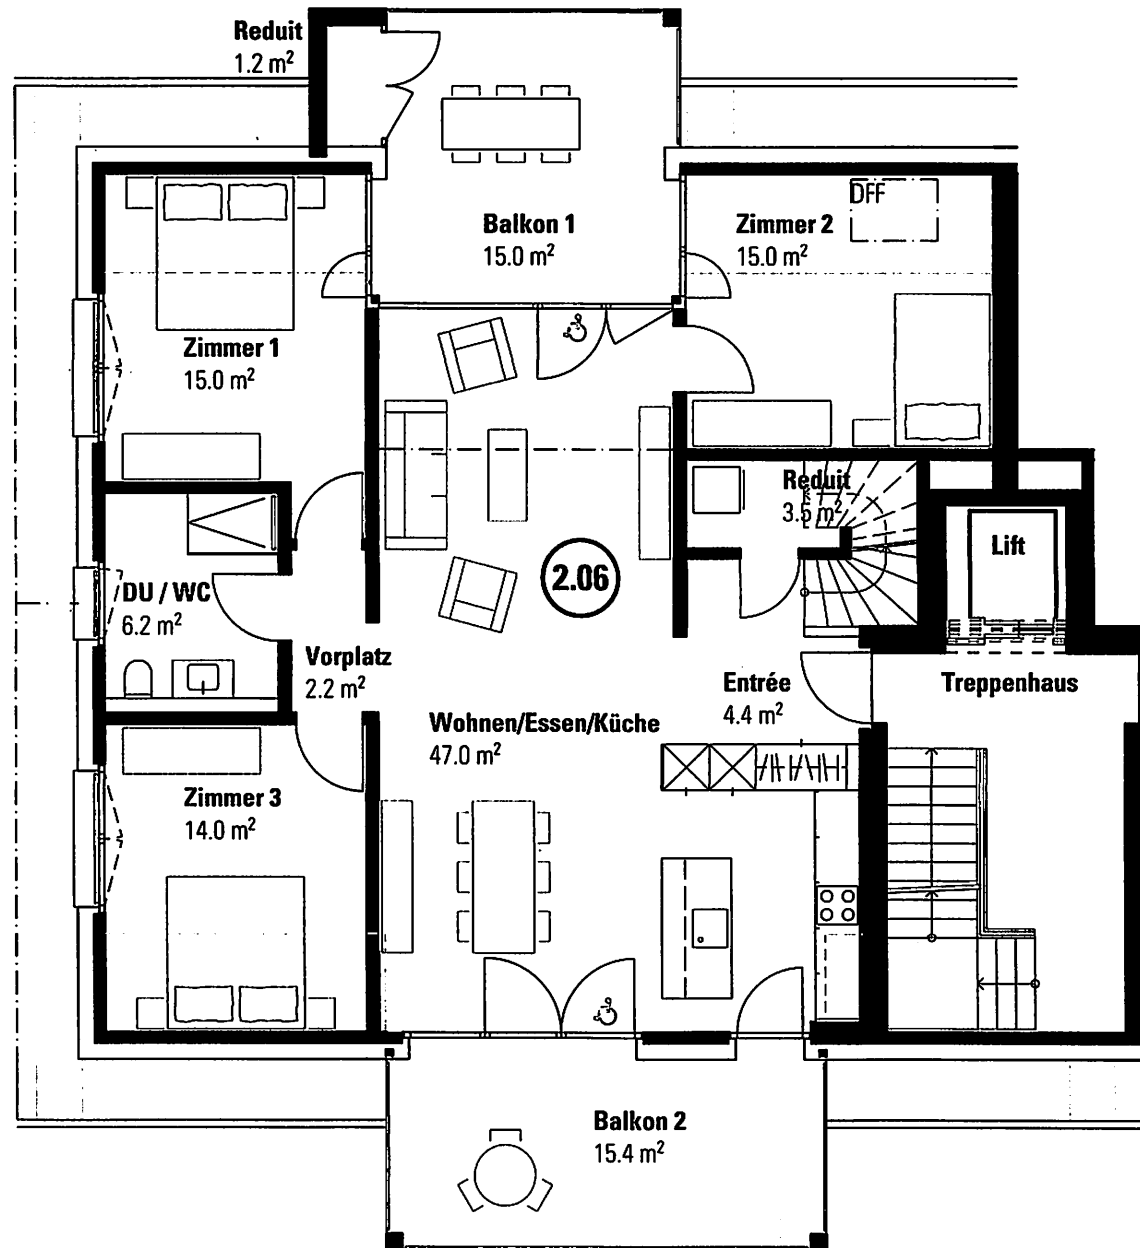 Reduit
1.2 m²
Balkon 1
15.0 m²
DFF
Zimmer 2
15.0 m²
Zimmer 1
15.0 m²
Reduit
3.5 m²
Lift
2.06
DU / WC
6.2 m²
Vorplatz
2.2 m²
Entrée
4.4 m²
Treppenhaus
Wohnen/Essen/Küche
47.0 m²
Zimmer 3
14.0 m²
Balkon 2
15.4 m²